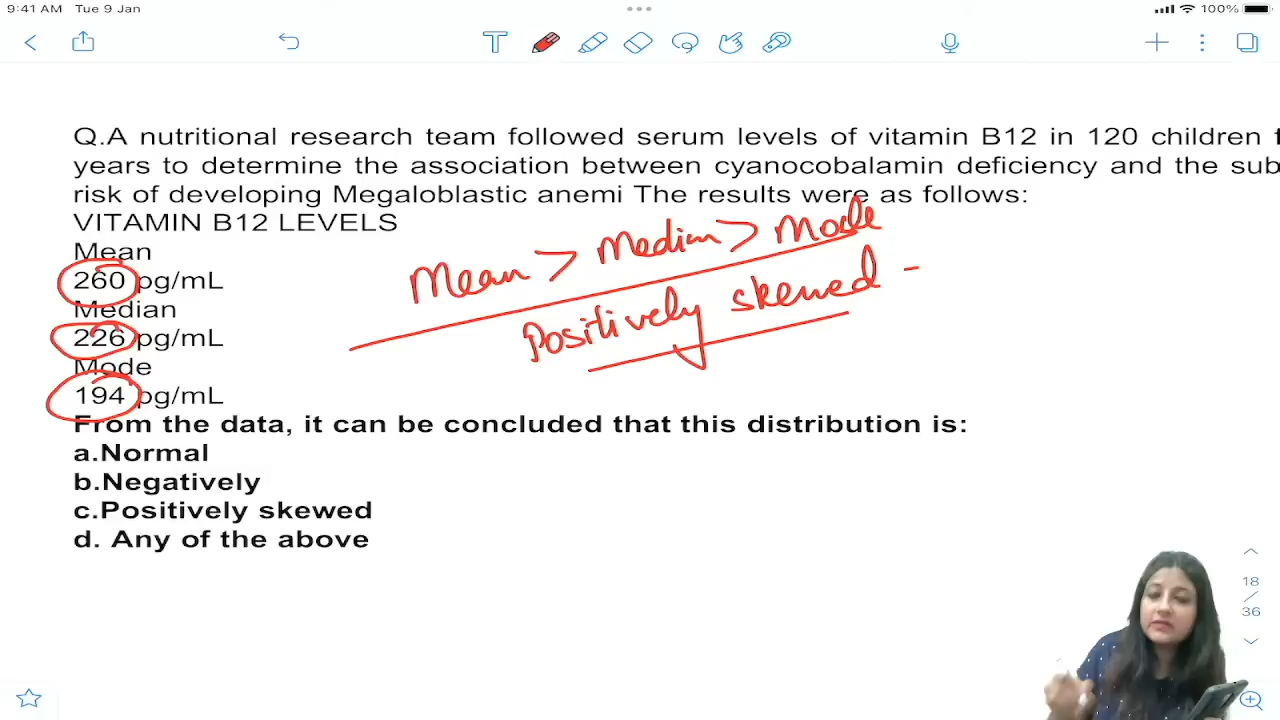 9:41 AM Tue 9 Jan
100%
Q.A nutritional research team followed serum levels of vitamin B12 in 120 children
years to determine the association between cyanocobalamin deficiency and the sub
risk of developing Megaloblastic anemi The results were as follows:
VITAMIN B12 LEVELS
Mean
260 pg/mL
Median
226 pg/mL
Mode
194 pg/mL
Mean > Median > Mode
Positively skewed -
From the data, it can be concluded that this distribution is:
a.Normal
b.Negatively
c.Positively skewed
d. Any of the above
18
/
36